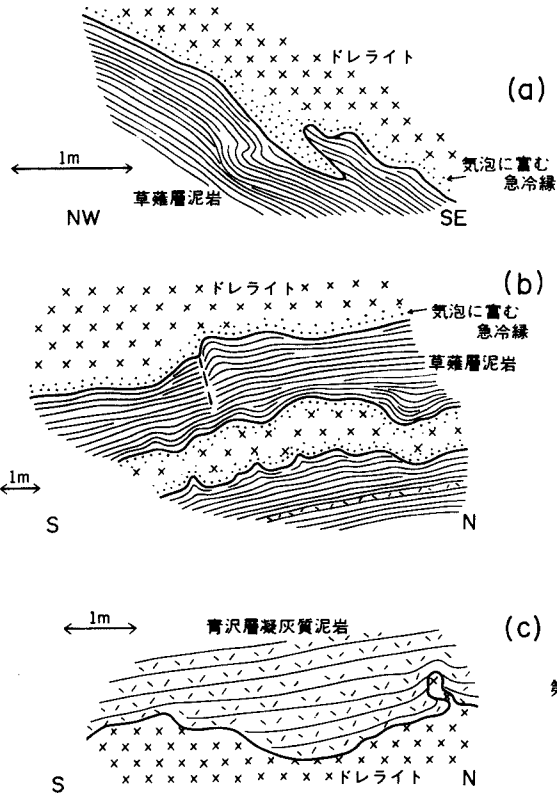 ドレライト
(a)
1m
気泡に富む
急冷縁
草薙層泥岩
NW
SE
(b)
ドレライト
気泡に富む
急冷縁
草薙層泥岩
1m
S
N
1m
青沢層凝灰質泥岩
(c)
S
ドレライト
N